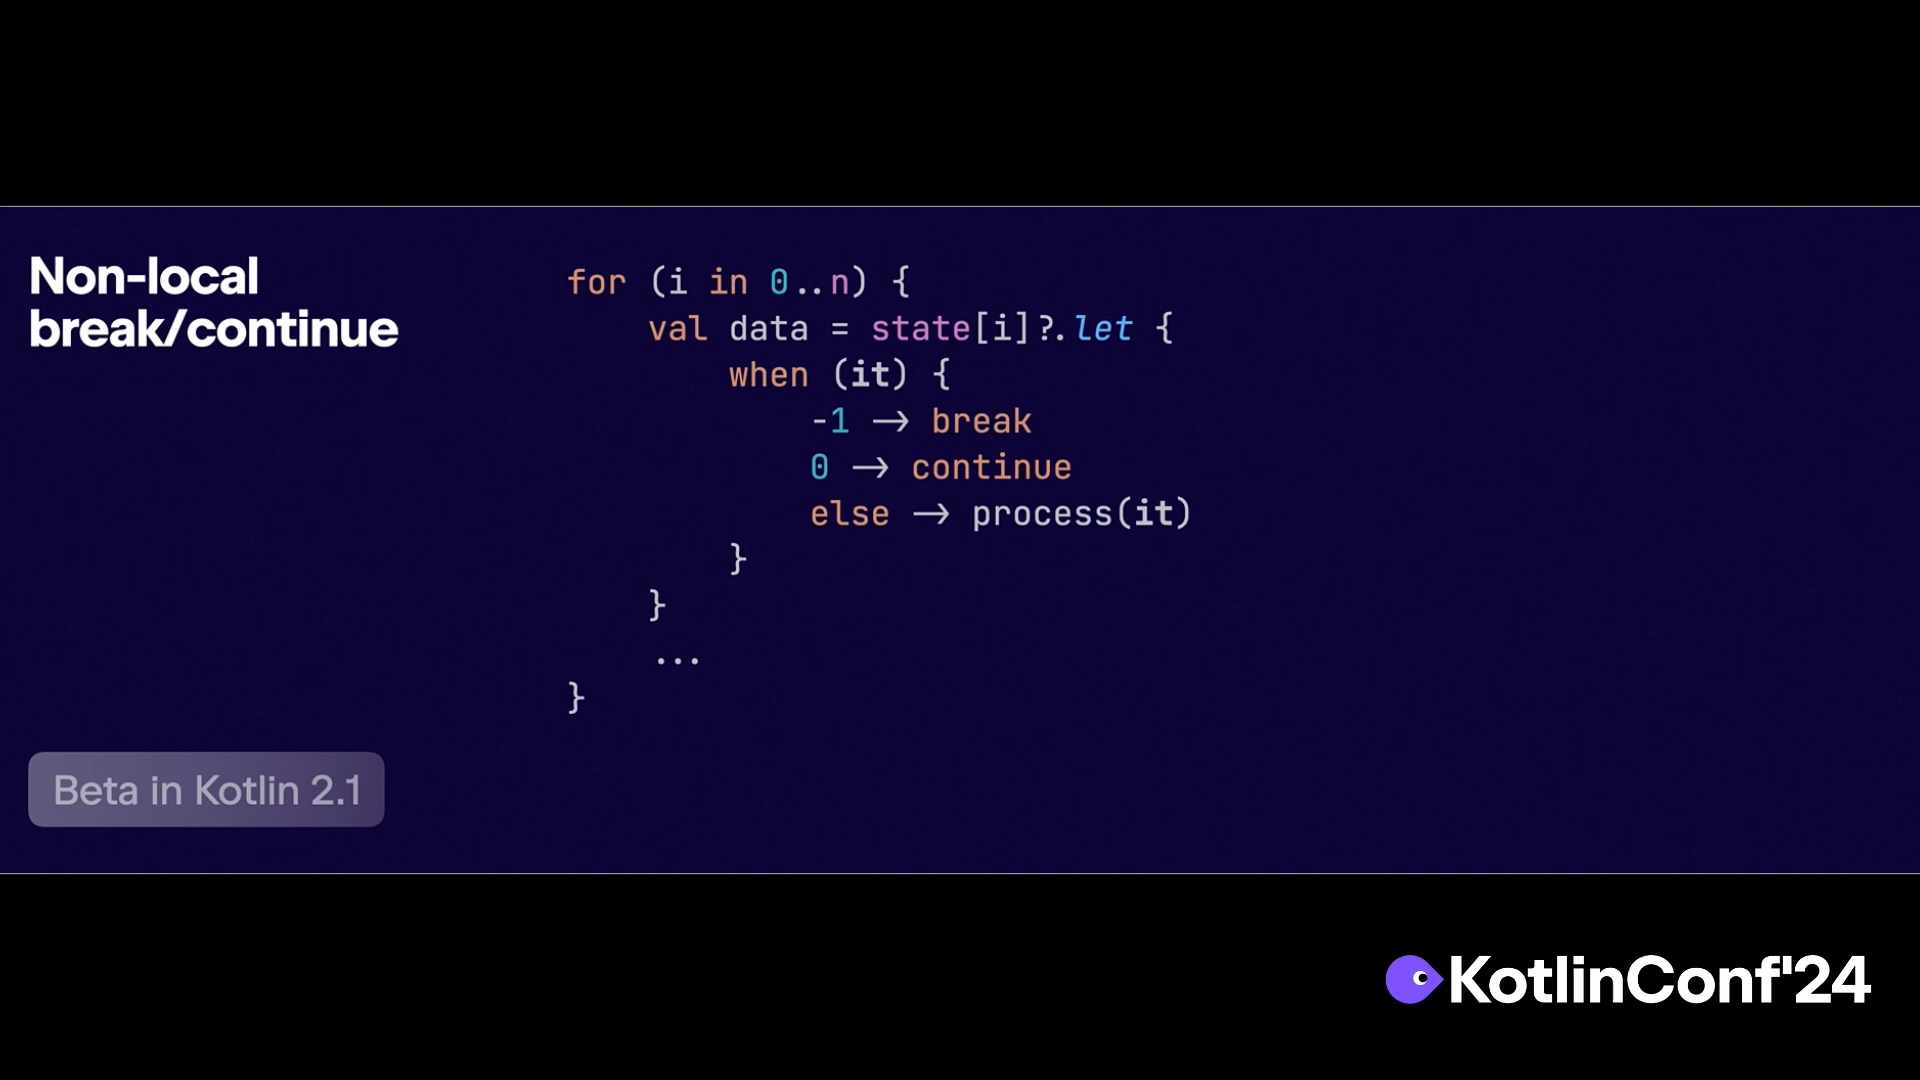 Non-local
break/continue
for (i in 0..n) {
    val data = state[i]?.let {
        when (it) {
            -1 -> break
            0 -> continue
            else -> process(it)
        }
    }
    ...
}
Beta in Kotlin 2.1
KotlinConf'24